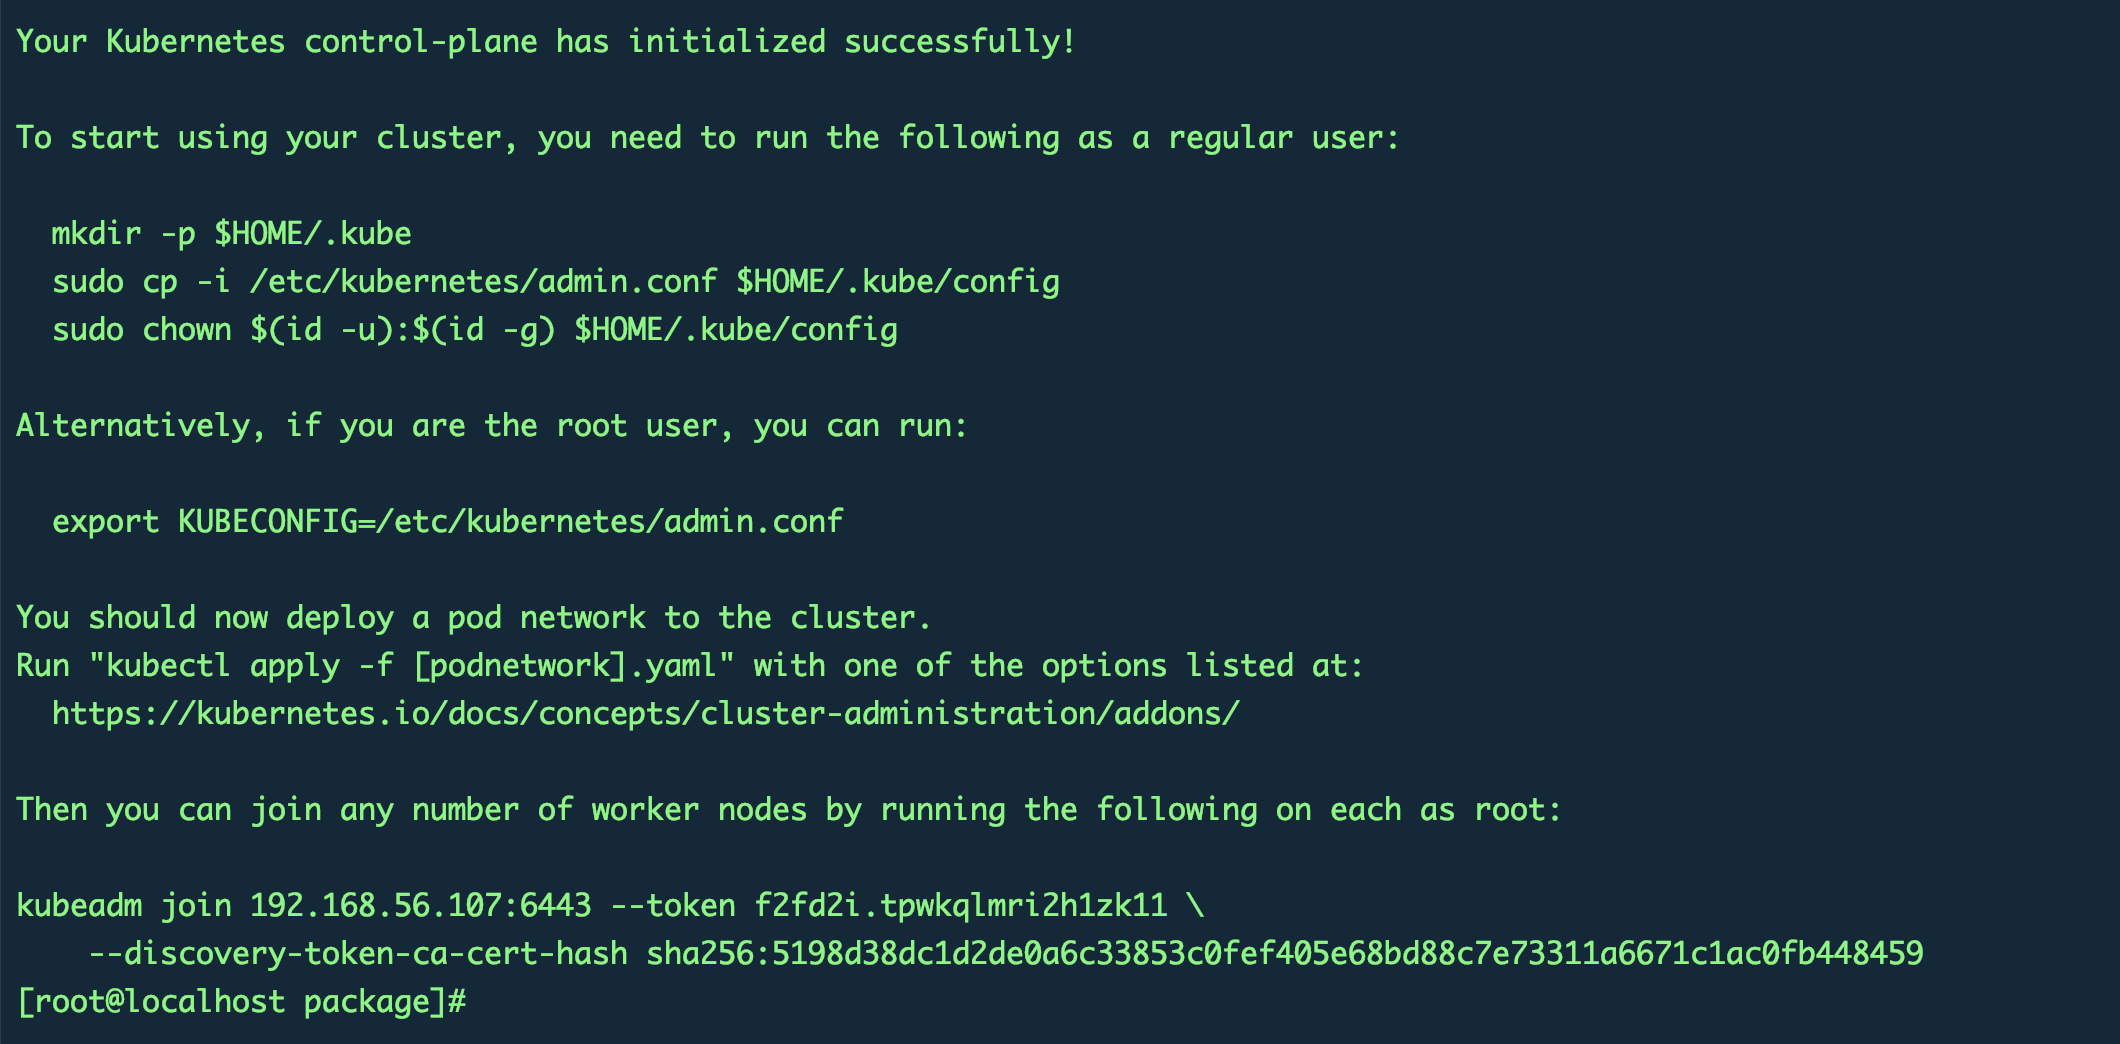 Your Kubernetes control-plane has initialized successfully!
To start using your cluster, you need to run the following as a regular user:
mkdir -p $HOME/.kube
sudo cp -i /etc/kubernetes/admin.conf $HOME/.kube/config
sudo chown $(id -u):$(id -g) $HOME/.kube/config
Alternatively, if you are the root user, you can run:
export KUBECONFIG=/etc/kubernetes/admin.conf
You should now deploy a pod network to the cluster.
Run "kubectl apply -f [podnetwork].yaml" with one of the options listed at:
https://kubernetes.io/docs/concepts/cluster-administration/addons/
Then you can join any number of worker nodes by running the following on each as root:
kubeadm join 192.168.56.107:6443 --token f2fd2i.tpwkqlmri2h1zk11 \
--discovery-token-ca-cert-hash sha256:5198d38dc1d2de0a6c33853c0fef405e68bd88c7e73311a6671c1ac0fb448459
[root@localhost package]#